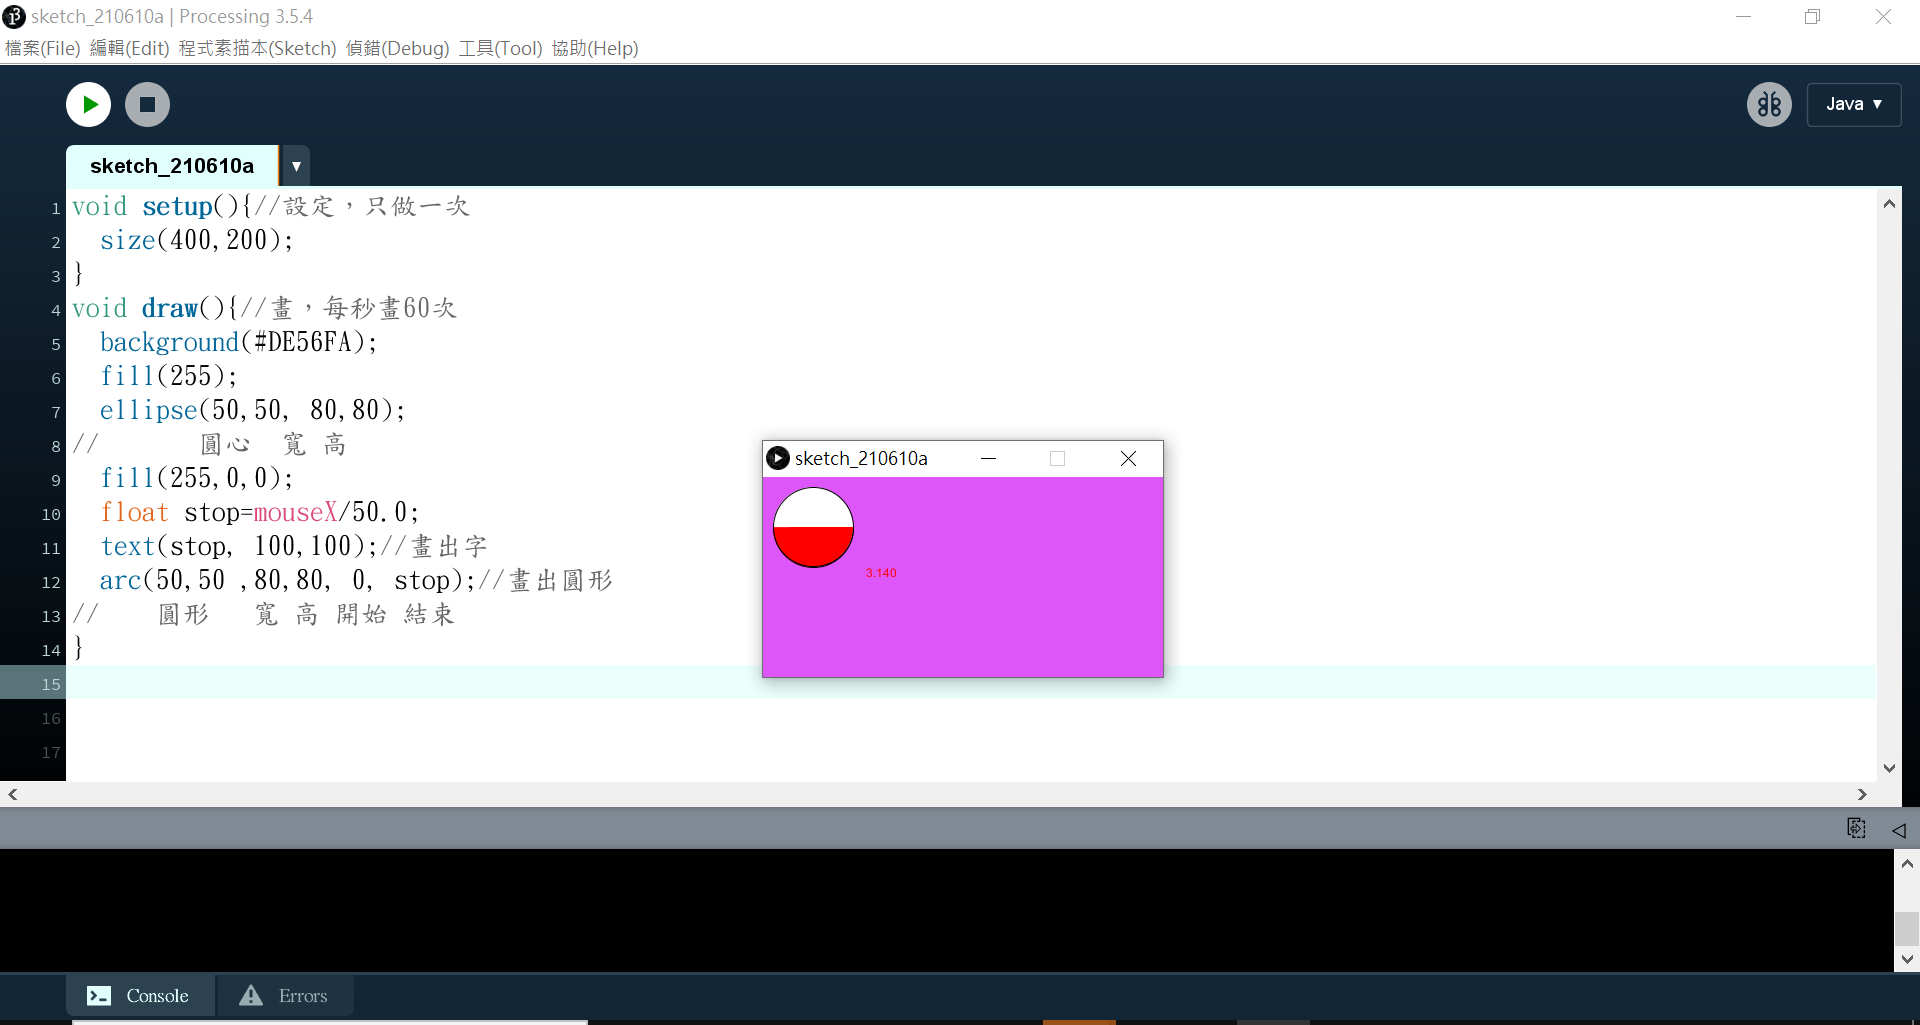 sketch_210610a | Processing 3.5.4
檔案(File) 編輯(Edit) 程式素描本(Sketch) 偵錯(Debug) 工具(Tool) 協助(Help)
Java ▼
sketch_210610a ▼
1 void setup(){//設定，只做一次
2   size(400,200);
3 }
4 void draw(){//畫，每秒畫60次
5   background(#DE56FA);
6   fill(255);
7   ellipse(50,50, 80,80);
8 //       圓心  寬 高
9   fill(255,0,0);
10   float stop=mouseX/50.0;
11   text(stop, 100,100);//畫出字
12   arc(50,50 ,80,80, 0, stop);//畫出圓形
13 //    圓形   寬 高 開始 結束
14 }
15
16
17
sketch_210610a
3.140
Console
Errors